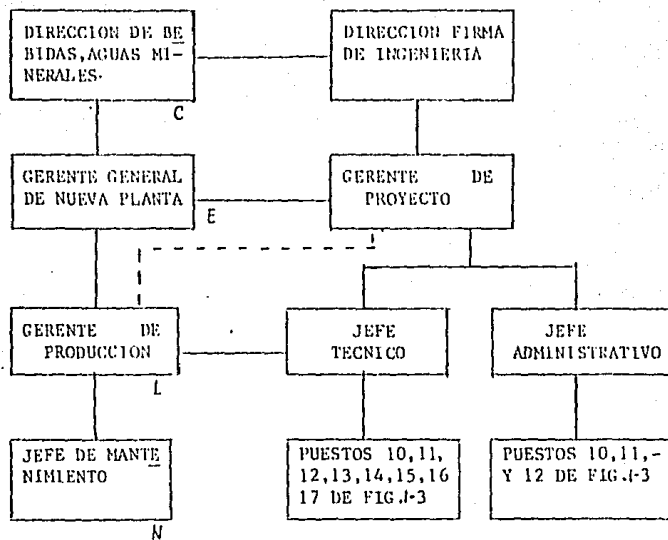 DIRECCION DE BE
BIDAS,AGUAS MI-
NERALES.
C
DIRECCION FIRMA
DE INGENIERIA
GERENTE GENERAL
DE NUEVA PLANTA
E
GERENTE DE
PROYECTO
GERENTE DE
PRODUCCION
L
JEFE
TECNICO
JEFE
ADMINISTRATIVO
JEFE DE MANTE
NIMIENTO
N
PUESTOS 10,11,
12,13,14,15,16
17 DE FIG.1-3
PUESTOS 10,11,-
Y 12 DE FIG.1-3